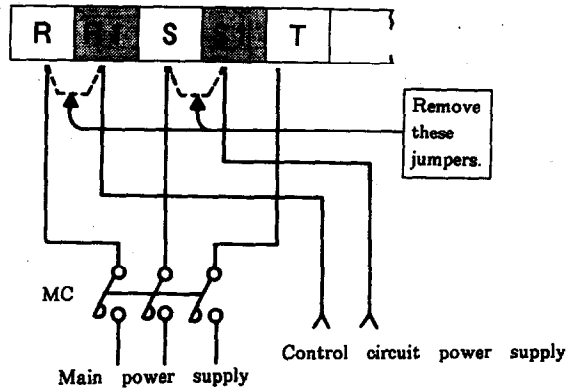 R S T
Remove
these
jumpers.
MC
Main power supply
Control circuit power supply